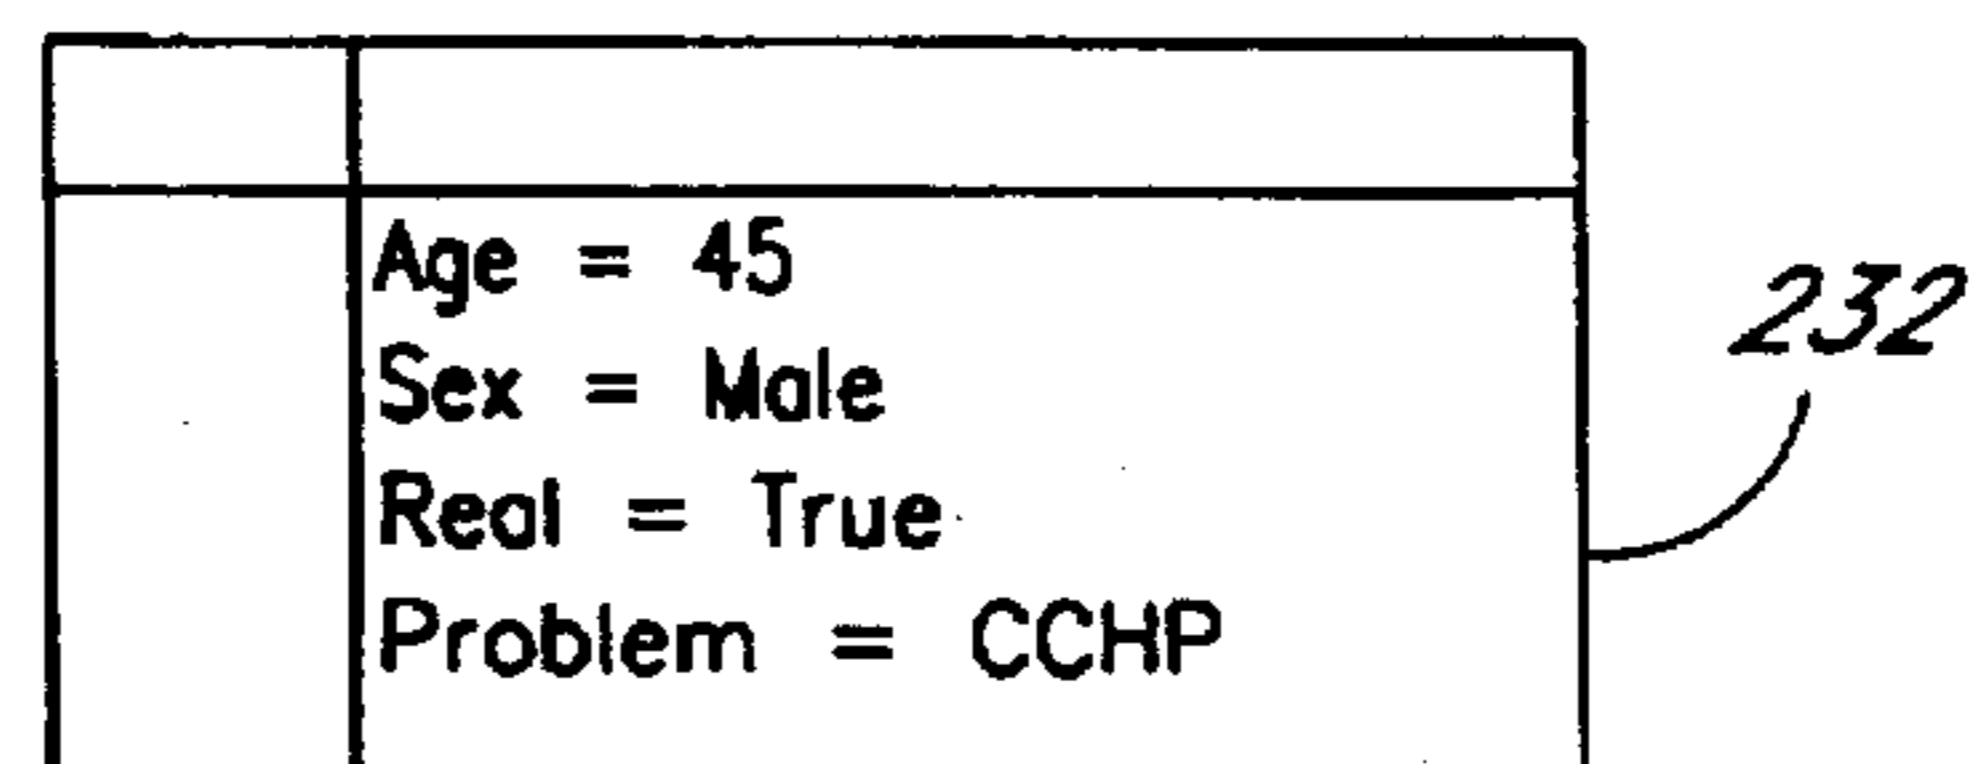 Age = 45
232
Sex = Male
Real = True
Problem = CCHP